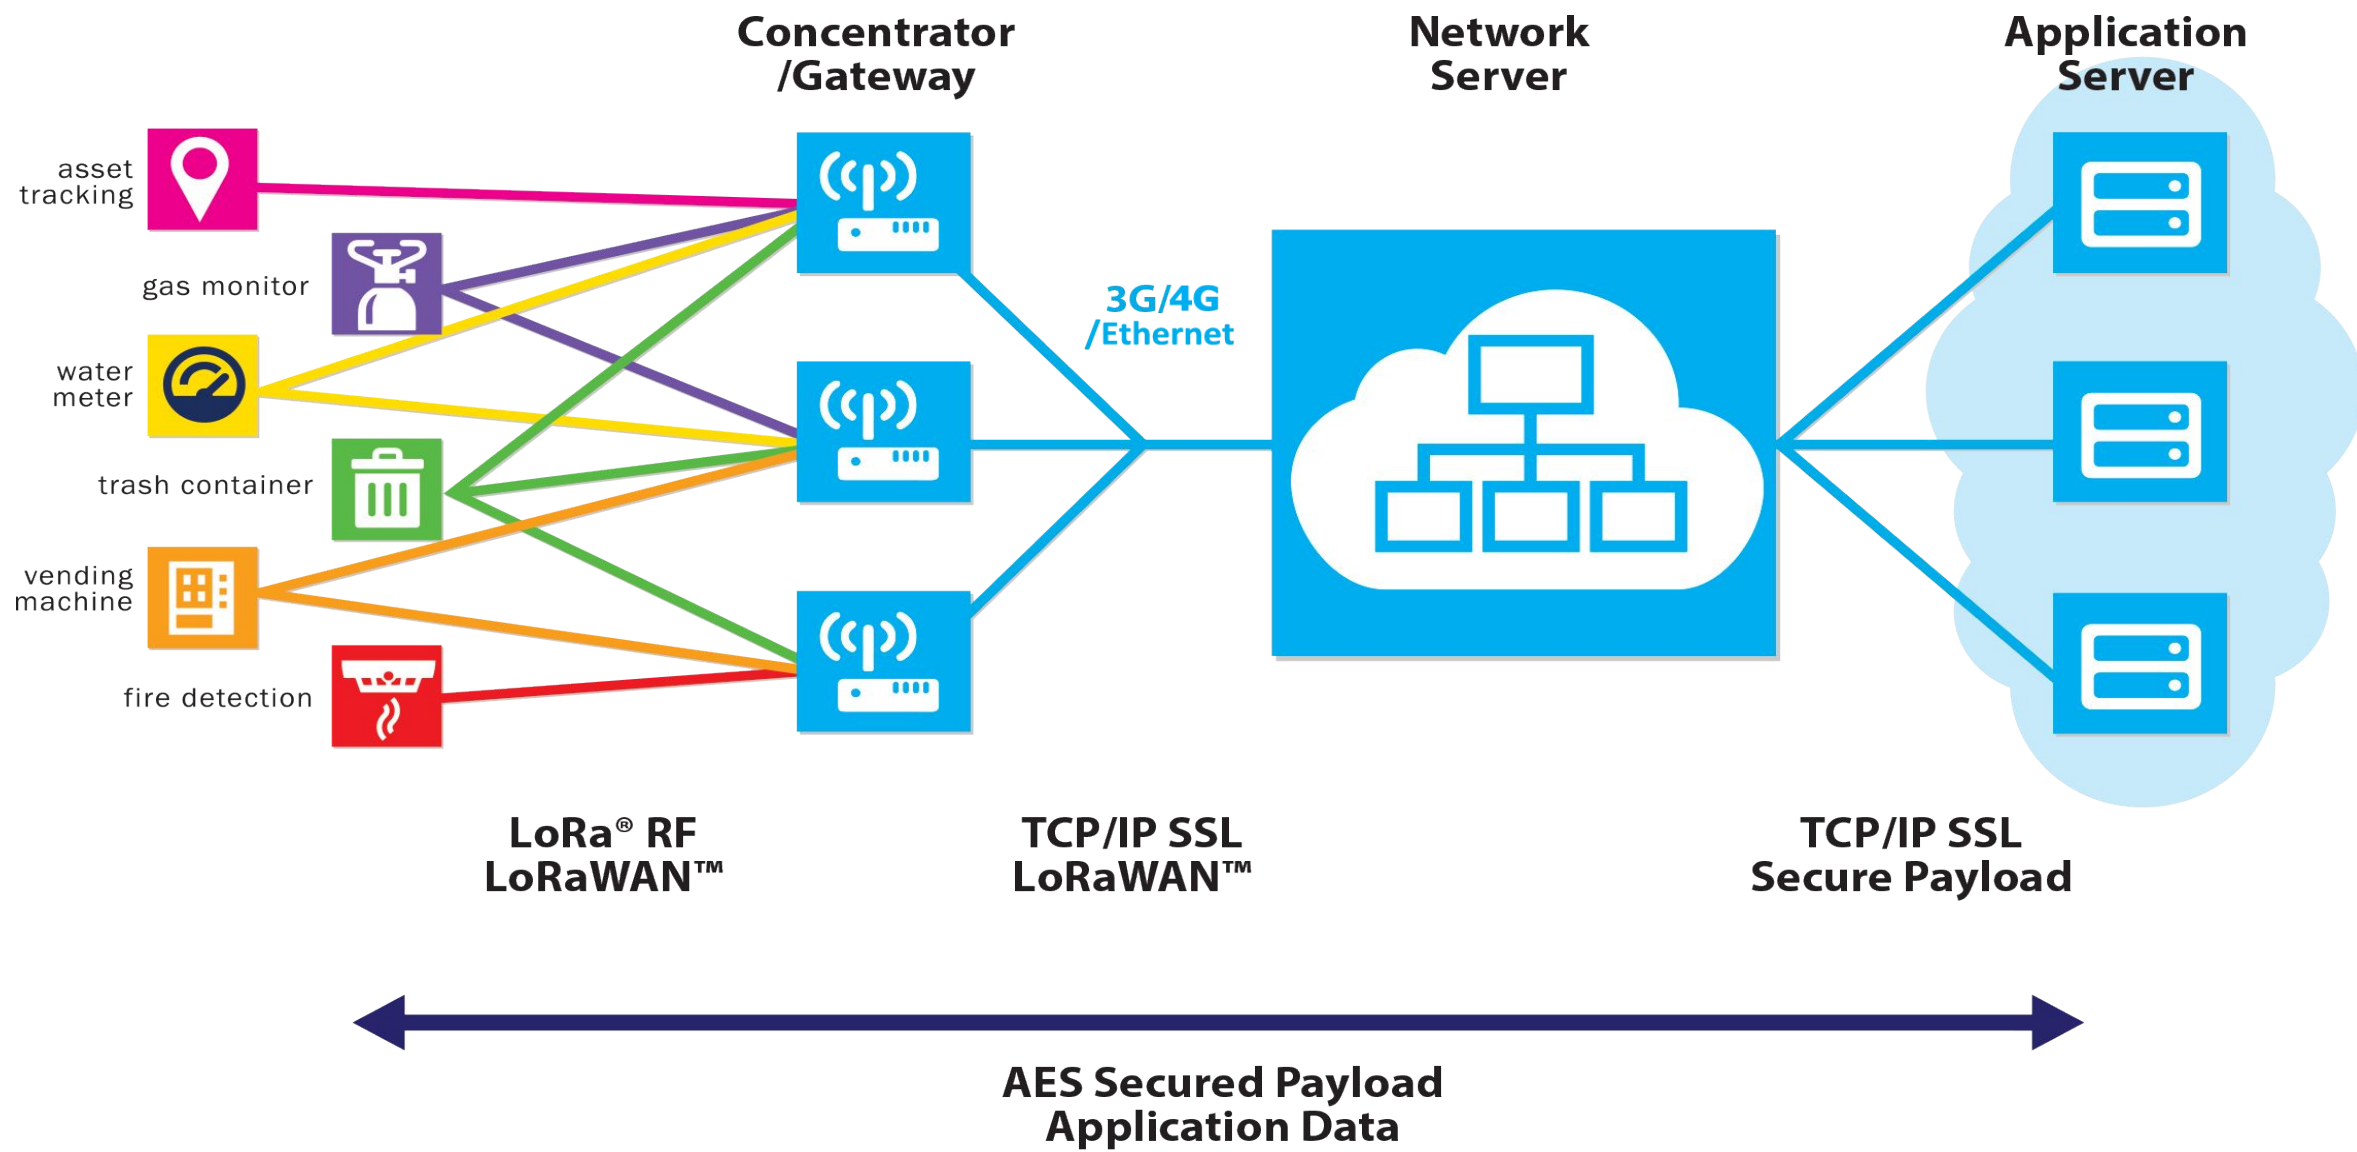 Concentrator
/Gateway
Network
Server
Application
Server
asset
tracking
gas monitor
water
meter
trash container
vending
machine
fire detection
3G/4G
/Ethernet
LoRa® RF
LoRaWAN™
TCP/IP SSL
LoRaWAN™
TCP/IP SSL
Secure Payload
AES Secured Payload
Application Data